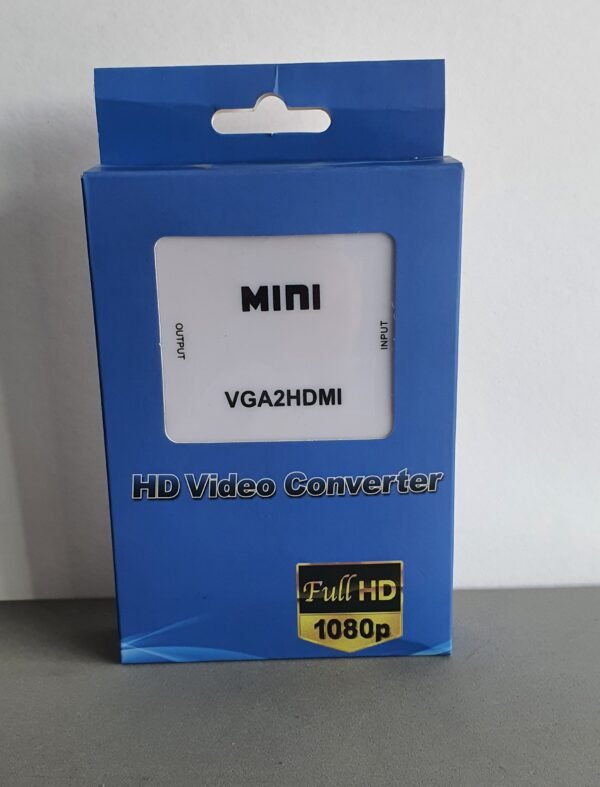 MINI
OUTPUT
INPUT
VGA2HDMI
HD Video Converter
Full HD
1080p